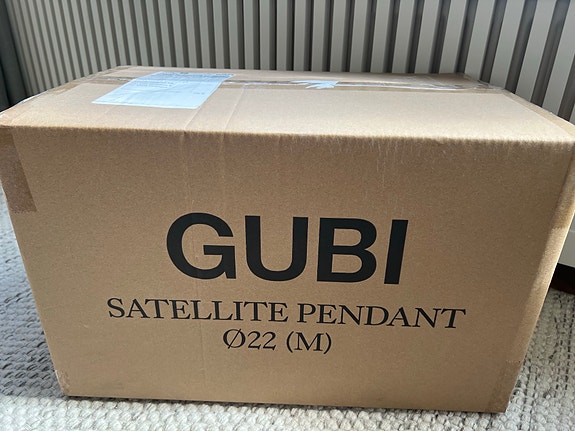 GUBI
SATELLITE PENDANT
Ø22 (M)